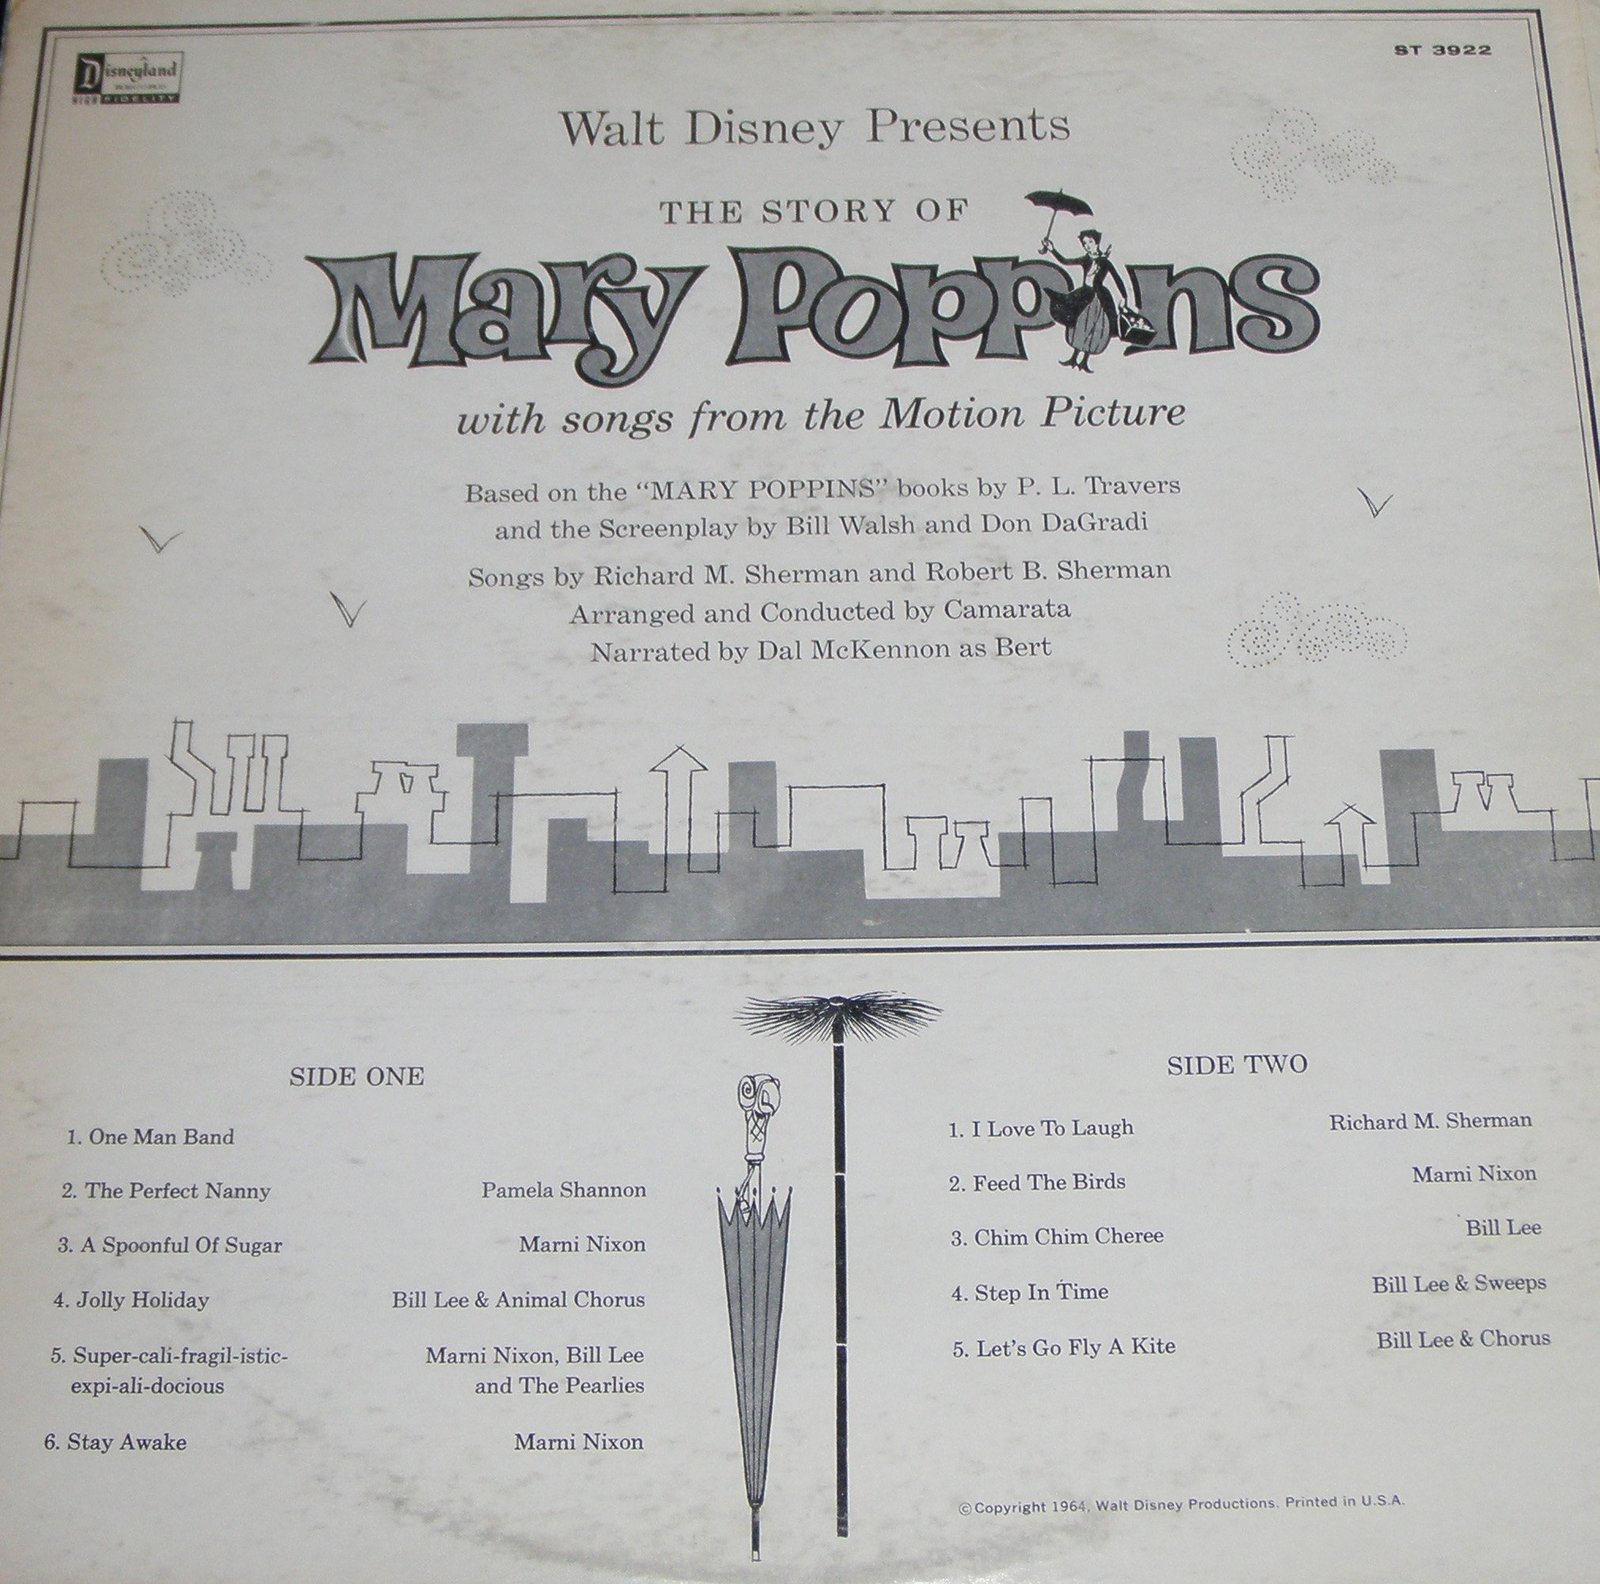 Disneyland
HIGH FIDELITY
ST 3922
Walt Disney Presents
THE STORY OF
Mary Poppins
with songs from the Motion Picture
Based on the “MARY POPPINS” books by P. L. Travers
and the Screenplay by Bill Walsh and Don DaGradi
Songs by Richard M. Sherman and Robert B. Sherman
Arranged and Conducted by Camarata
Narrated by Dal McKennon as Bert
SIDE ONE
1. One Man Band
2. The Perfect Nanny Pamela Shannon
3. A Spoonful Of Sugar Marni Nixon
4. Jolly Holiday Bill Lee & Animal Chorus
5. Super-cali-fragil-istic- Marni Nixon, Bill Lee
expi-ali-docious and The Pearlies
6. Stay Awake Marni Nixon
SIDE TWO
1. I Love To Laugh Richard M. Sherman
2. Feed The Birds Marni Nixon
3. Chim Chim Cheree Bill Lee
4. Step In Time Bill Lee & Sweeps
5. Let's Go Fly A Kite Bill Lee & Chorus
©Copyright 1964, Walt Disney Productions. Printed in U.S.A.